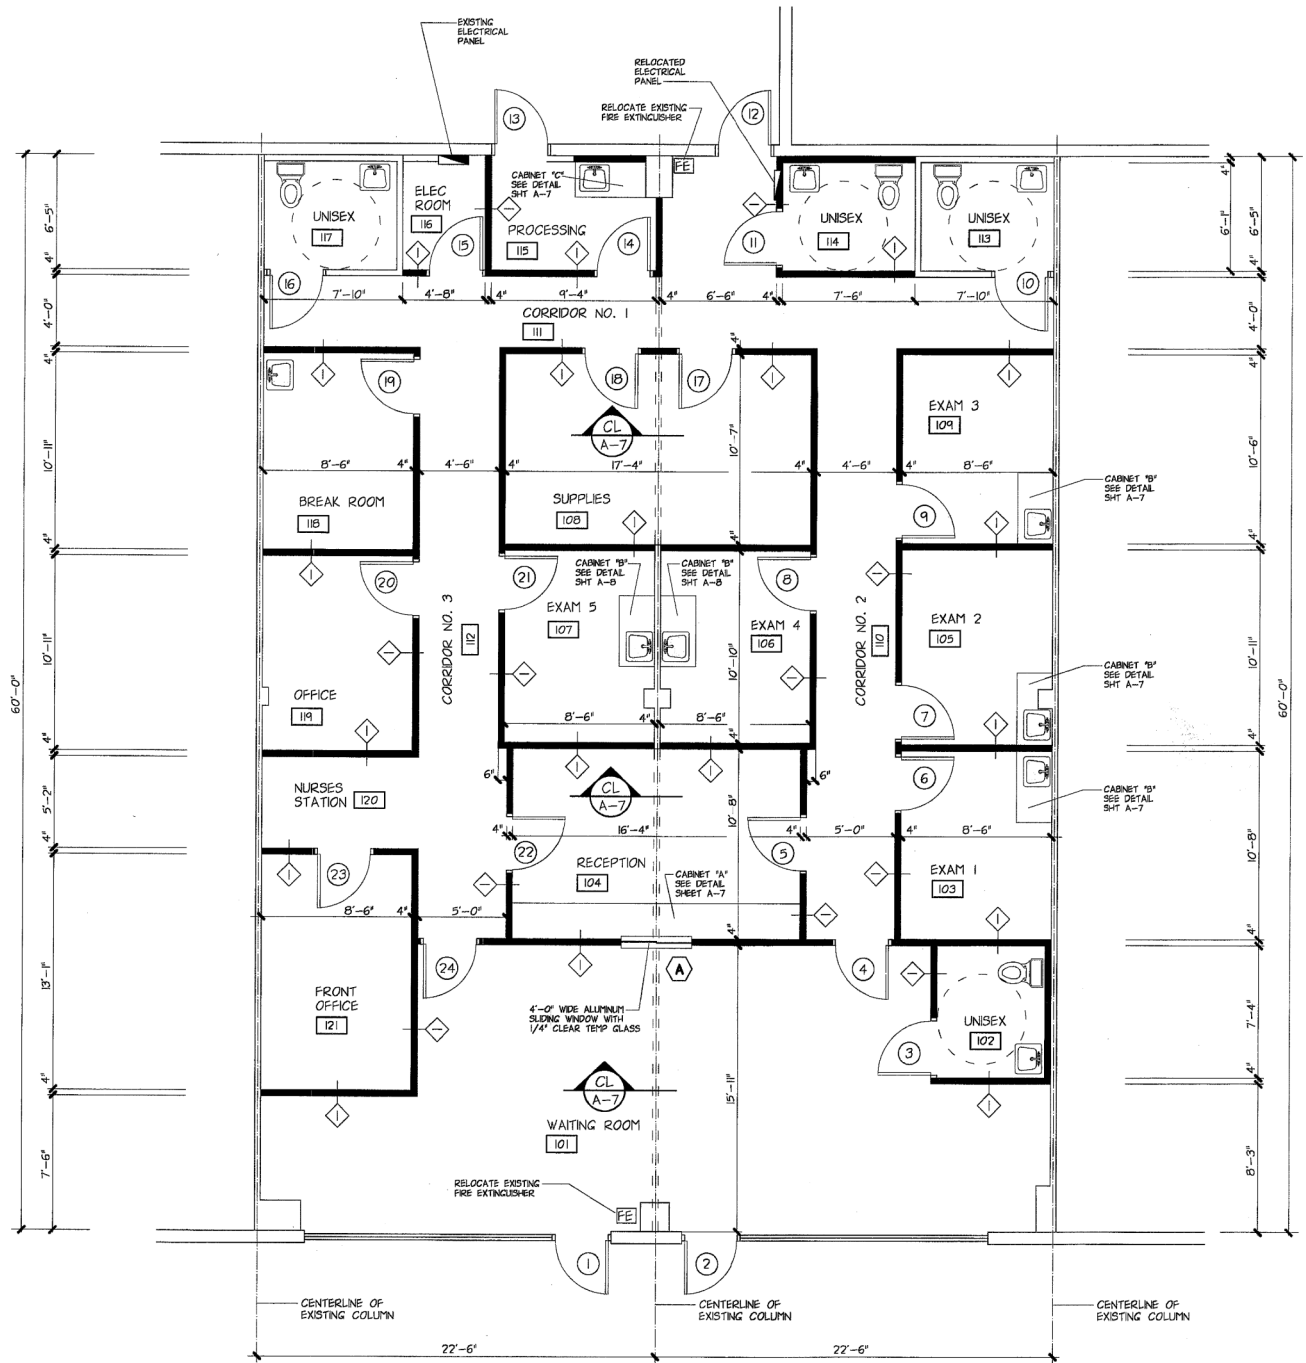 EXISTING
ELECTRICAL
PANEL
RELOCATED
ELECTRICAL
PANEL
RELOCATE EXISTING
FIRE EXTINGUISHER
13
12
FE
CABINET "C"
SEE DETAIL
SHT A-7
ELEC
ROOM
116
UNISEX
117
PROCESSING
115
UNISEX
114
UNISEX
113
15
14
11
16
10
6'-5"
4"
4"
6'-1"
6'-5"
4"
7'-10"
4'-8"
4"
9'-4"
4"
6'-6"
4"
7'-6"
7'-10"
CORRIDOR NO. 1
111
4'-0"
4'-0"
4"
4"
4"
19
18
17
CL
A-7
EXAM 3
109
10'-11"
10'-7"
10'-6"
8'-6"
4"
4'-6"
4"
17'-4"
4"
4'-6"
4"
8'-6"
CABINET "B"
SEE DETAIL
SHT A-7
BREAK ROOM
118
SUPPLIES
108
9
4"
4"
4"
20
21
CABINET "B"
SEE DETAIL
SHT A-8
CABINET "B"
SEE DETAIL
SHT A-8
8
EXAM 5
107
EXAM 4
106
EXAM 2
105
CORRIDOR NO. 3
112
CORRIDOR NO. 2
110
10'-11"
10'-10"
10'-11"
60'-0"
60'-0"
OFFICE
119
CABINET "B"
SEE DETAIL
SHT A-7
7
8'-6"
4"
8'-6"
4"
4"
4"
6"
6"
6
NURSES
STATION
120
CL
A-7
CABINET "B"
SEE DETAIL
SHT A-7
5'-2"
4"
10'-8"
10'-8"
4"
16'-4"
4"
5'-0"
4"
8'-6"
22
5
RECEPTION
104
CABINET "A"
SEE DETAIL
SHEET A-7
EXAM 1
103
23
8'-6"
4"
5'-0"
4"
4"
24
A
4
13'-1"
FRONT
OFFICE
121
4'-0" WIDE ALUMINUM
SLIDING WINDOW WITH
1/4" CLEAR TEMP GLASS
UNISEX
102
3
7'-4"
4"
4"
CL
A-7
15'-11"
WAITING ROOM
101
7'-6"
8'-3"
RELOCATE EXISTING
FIRE EXTINGUISHER
FE
1
2
CENTERLINE OF
EXISTING COLUMN
CENTERLINE OF
EXISTING COLUMN
CENTERLINE OF
EXISTING COLUMN
22'-6"
22'-6"